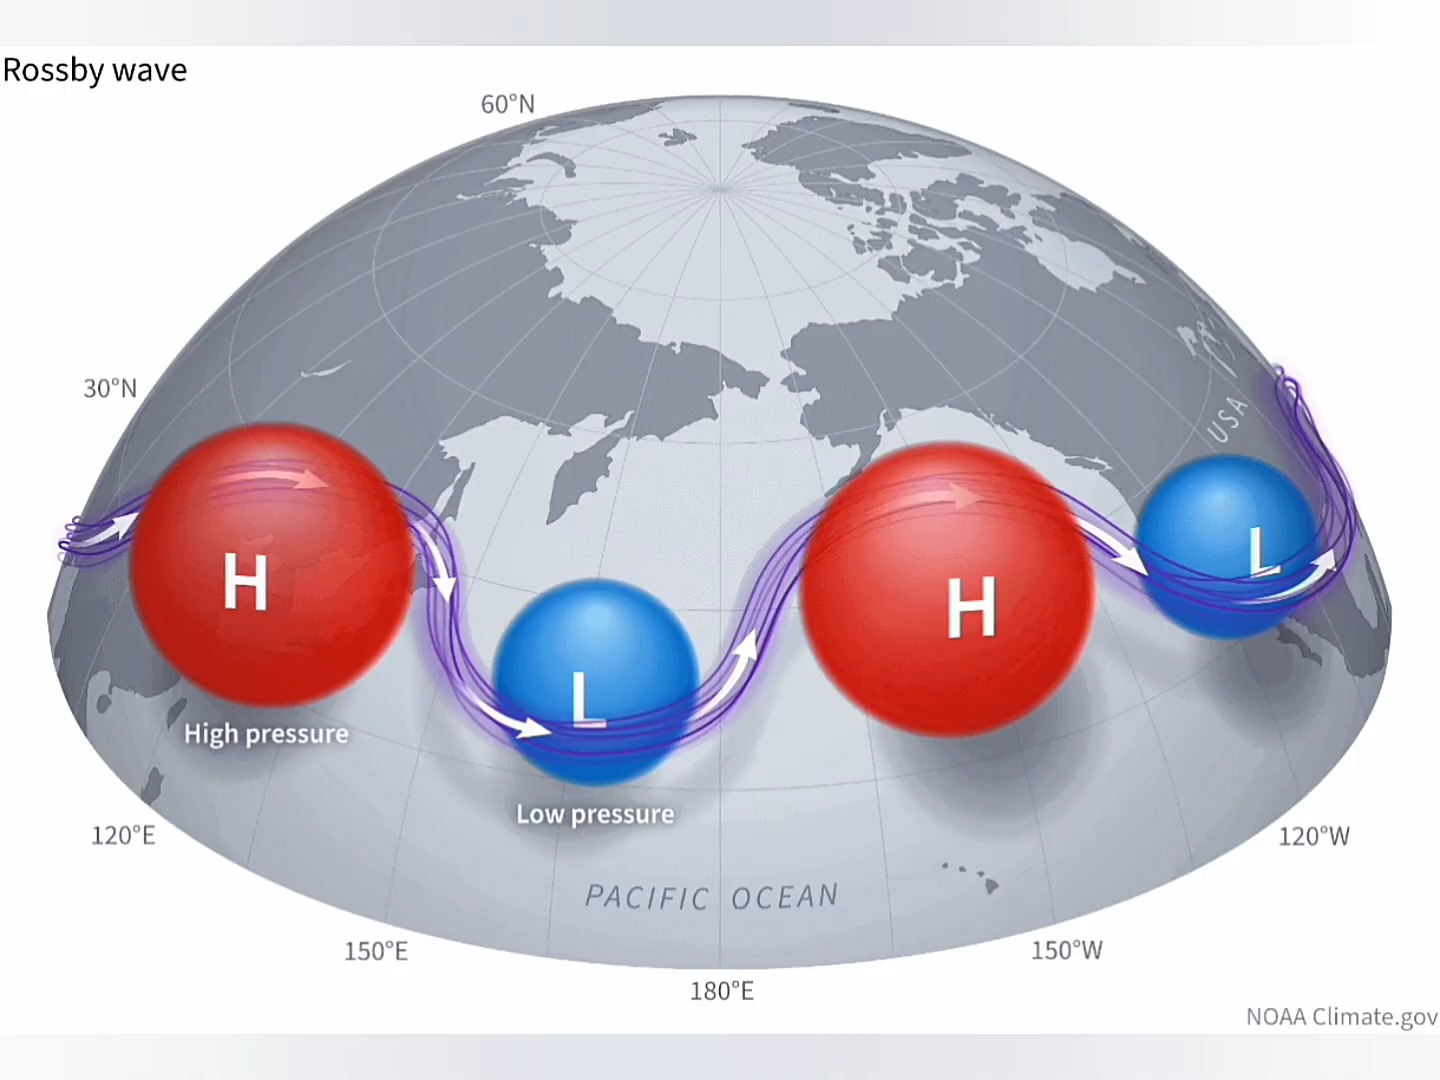 Rossby wave
60°N
30°N
USA
H
L
H
L
High pressure
Low pressure
120°E
120°W
PACIFIC OCEAN
150°E
150°W
180°E
NOAA Climate.gov